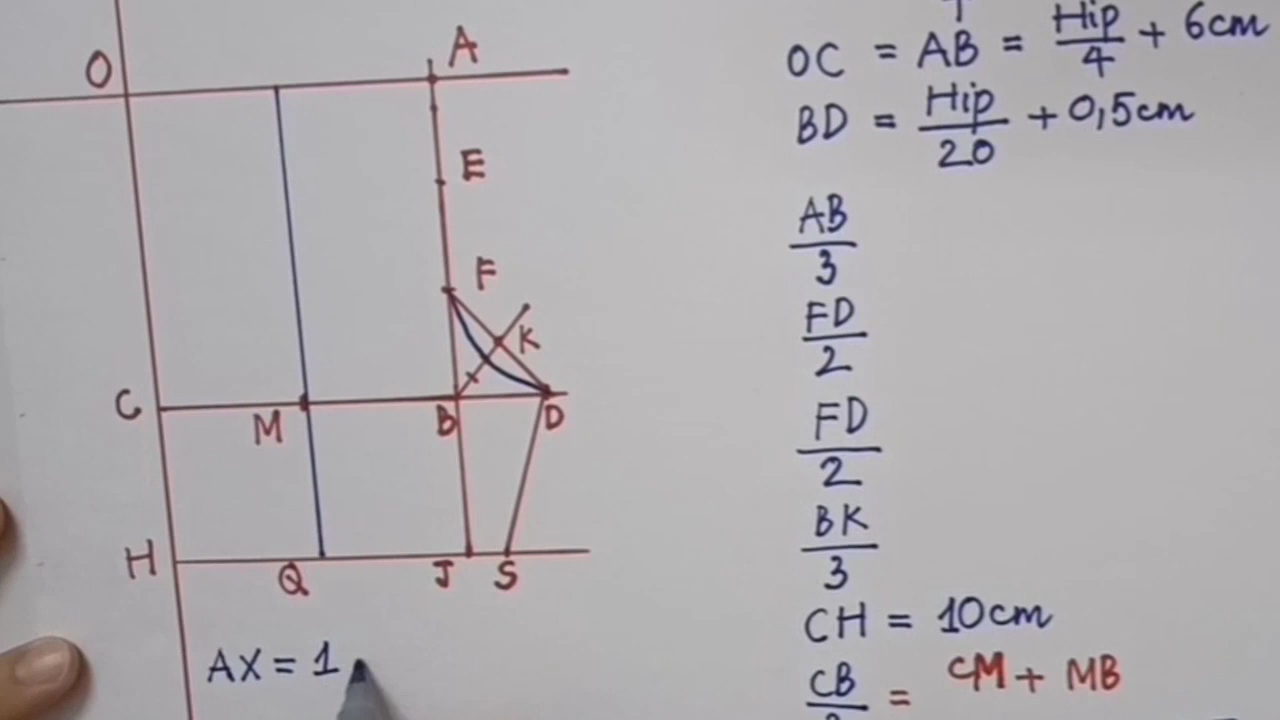 O
A
E
F
K
C
M
B
D
H
Q
J
S
AX = 1
OC = AB = Hip/4 + 6cm
BD = Hip/20 + 0,5cm
AB/3
FD/2
FD/2
BK/3
CH = 10cm
CB/2 = CM + MB